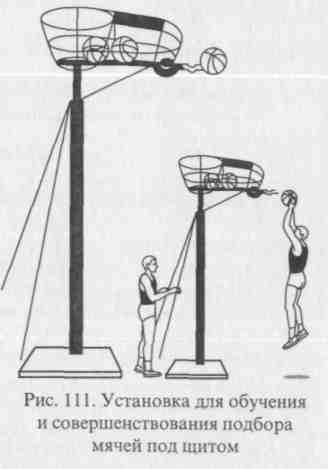 Рис. 111. Установка для обучения
и совершенствования подбора
мячей под щитом